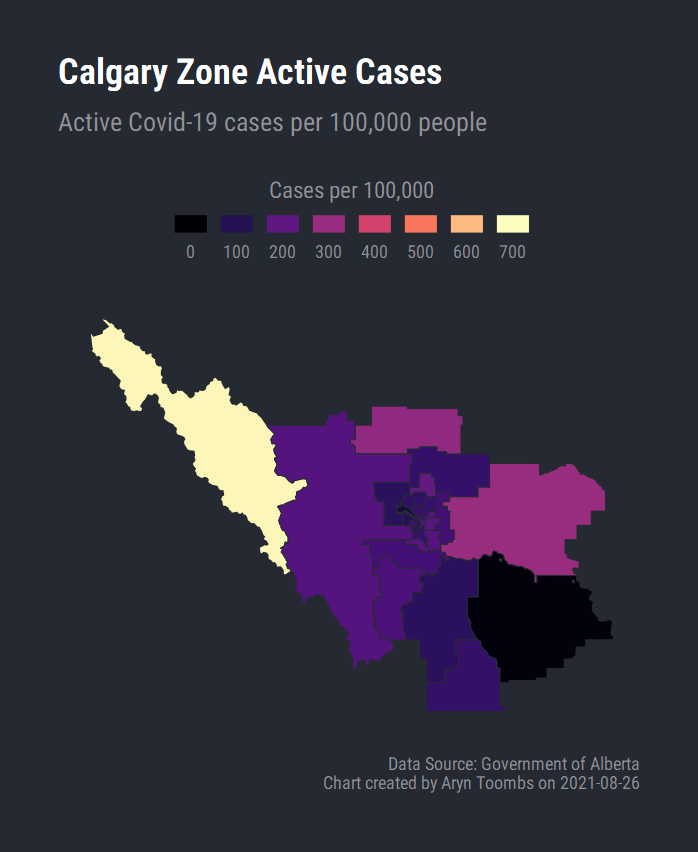 Calgary Zone Active Cases
Active Covid-19 cases per 100,000 people
Cases per 100,000
0 100 200 300 400 500 600 700
Data Source: Government of Alberta
Chart created by Aryn Toombs on 2021-08-26